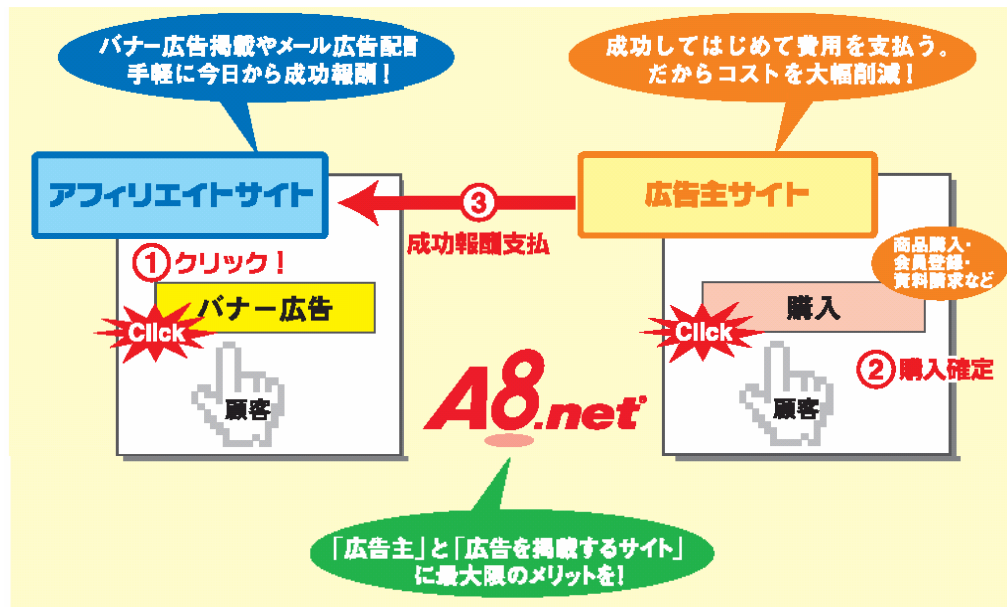 バナー広告掲載やメール広告配信
手軽に今日から成功報酬！
成功してはじめて費用を支払う。
だからコストを大幅削減！
アフィリエイトサイト
③
成功報酬支払
広告主サイト
①クリック！
バナー広告
Click
顧客
商品購入・
会員登録・
資料請求など
購入
Click
②購入確定
顧客
A8.net
「広告主」と「広告を掲載するサイト」
に最大限のメリットを！